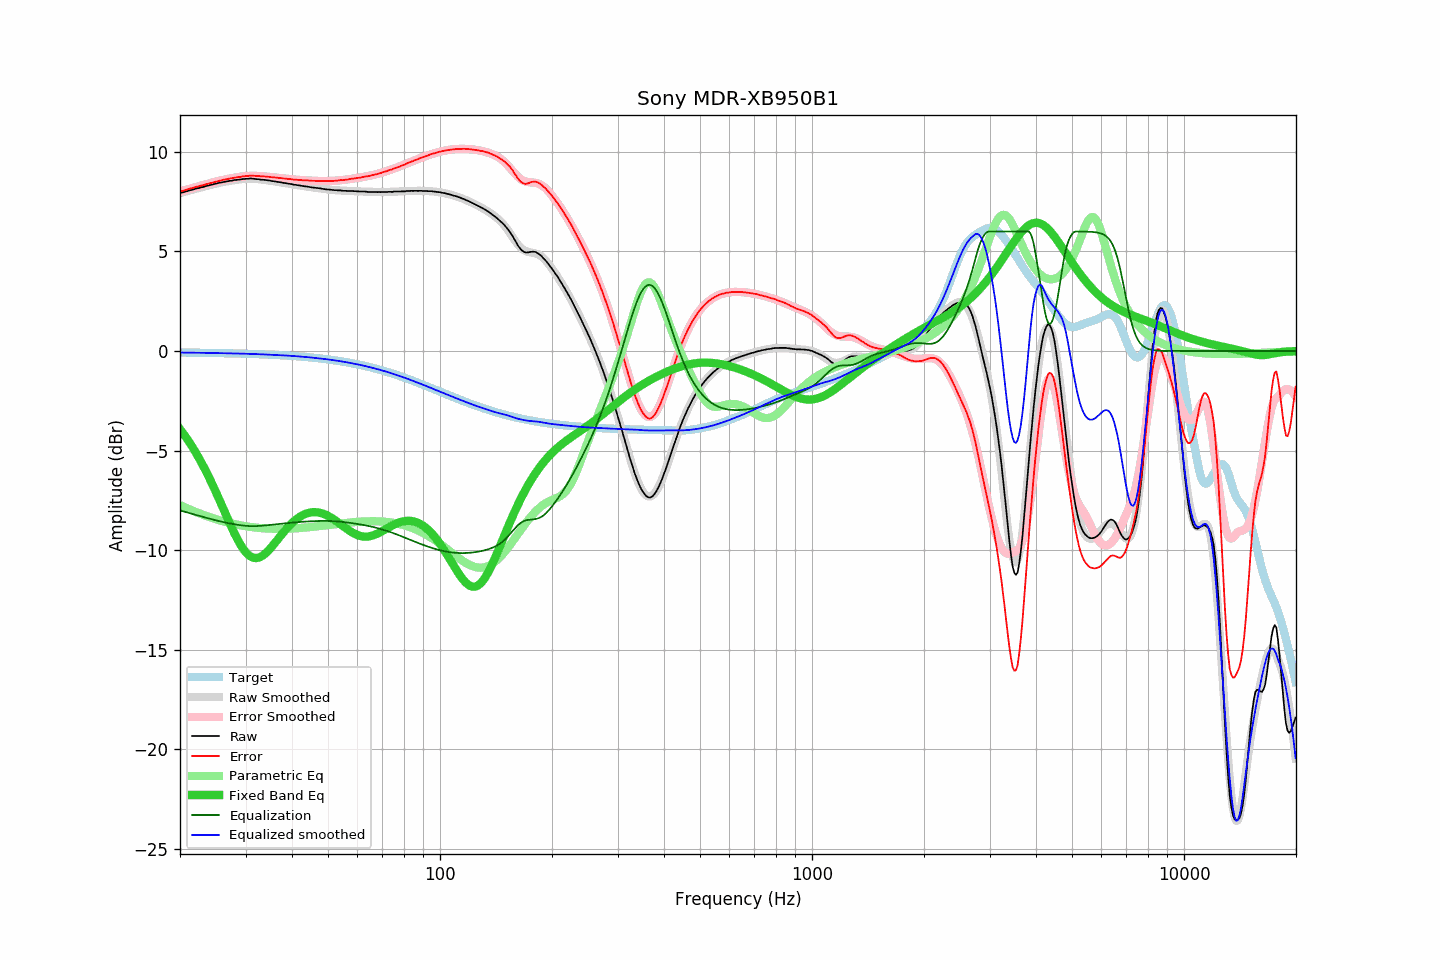 Sony MDR-XB950B1
10
5
0
−5
−10
−15
−20
−25
Amplitude (dBr)
Target
Raw Smoothed
Error Smoothed
Raw
Error
Parametric Eq
Fixed Band Eq
Equalization
Equalized smoothed
100 1000 10000
Frequency (Hz)